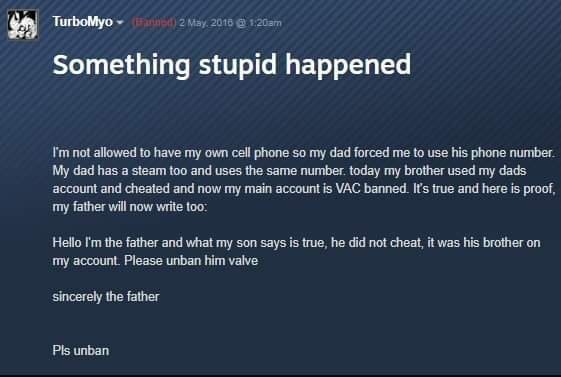 TurboMyo (Banned) 2 May, 2016 @ 1:20am
Something stupid happened
I'm not allowed to have my own cell phone so my dad forced me to use his phone number.
My dad has a steam too and uses the same number. today my brother used my dads
account and cheated and now my main account is VAC banned. It's true and here is proof,
my father will now write too:
Hello I'm the father and what my son says is true, he did not cheat, it was his brother on
my account. Please unban him valve
sincerely the father
Pls unban